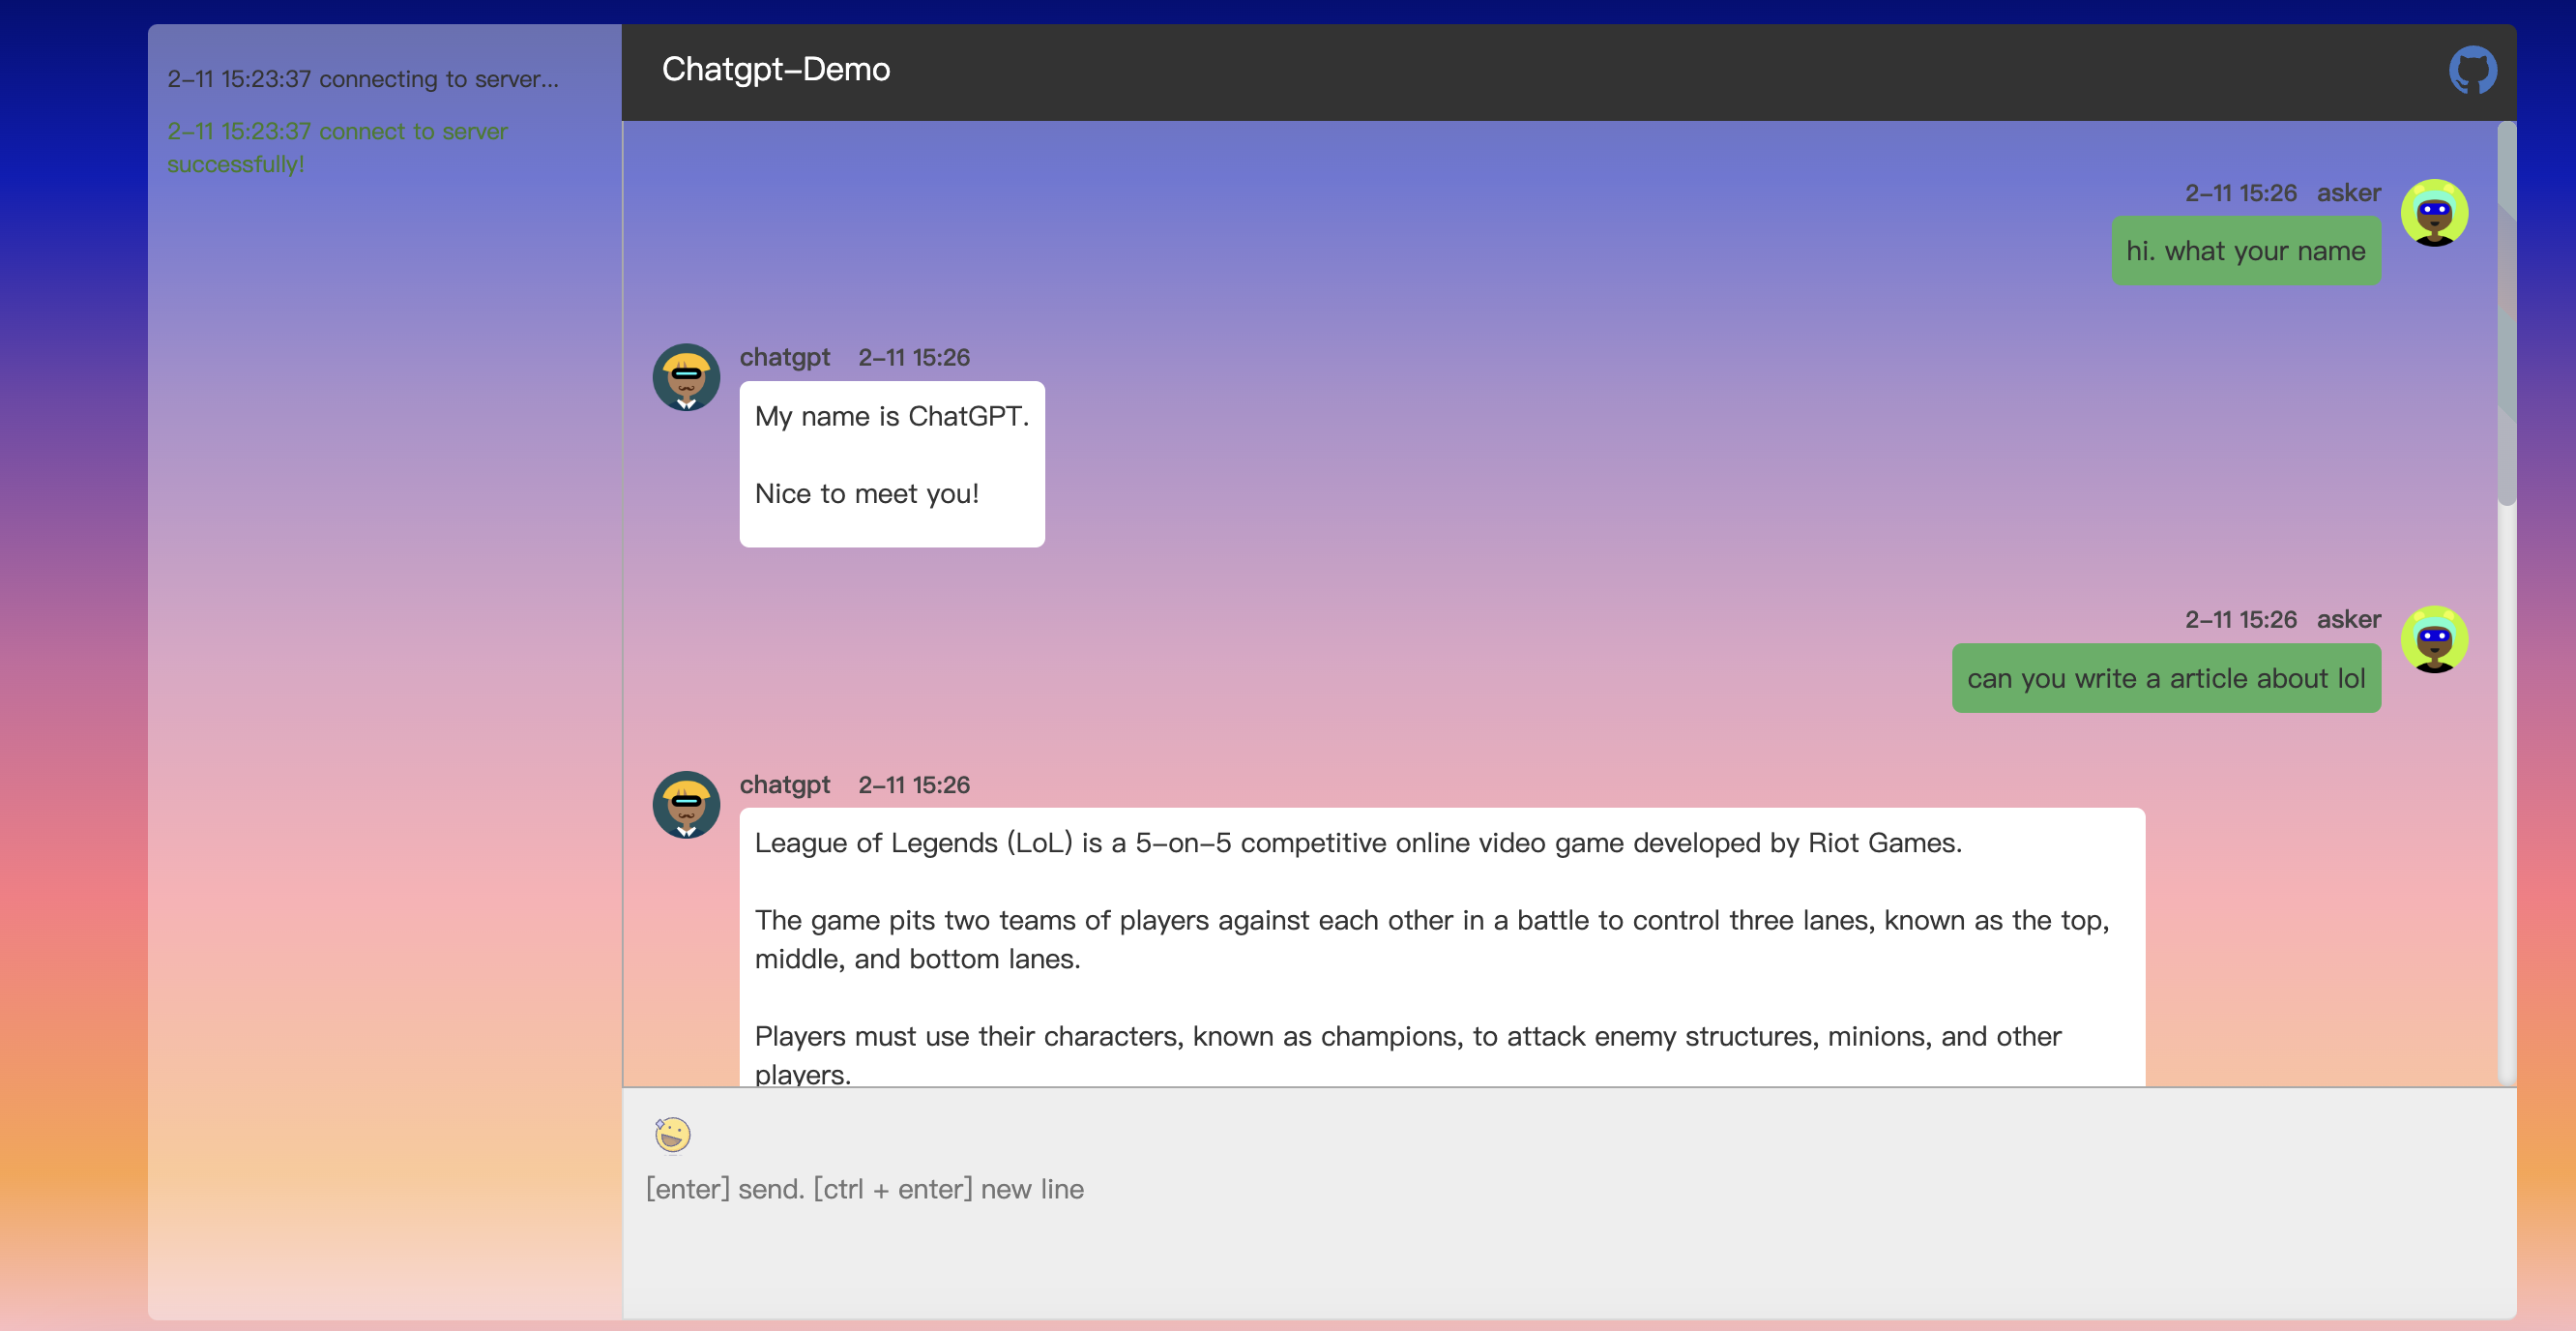 2-11 15:23:37 connecting to server...
2-11 15:23:37 connect to server
successfully!
Chatgpt-Demo
2-11 15:26 asker
hi. what your name
chatgpt 2-11 15:26
My name is ChatGPT.
Nice to meet you!
2-11 15:26 asker
can you write a article about lol
chatgpt 2-11 15:26
League of Legends (LoL) is a 5-on-5 competitive online video game developed by Riot Games.
The game pits two teams of players against each other in a battle to control three lanes, known as the top,
middle, and bottom lanes.
Players must use their characters, known as champions, to attack enemy structures, minions, and other
players.
[enter] send. [ctrl + enter] new line